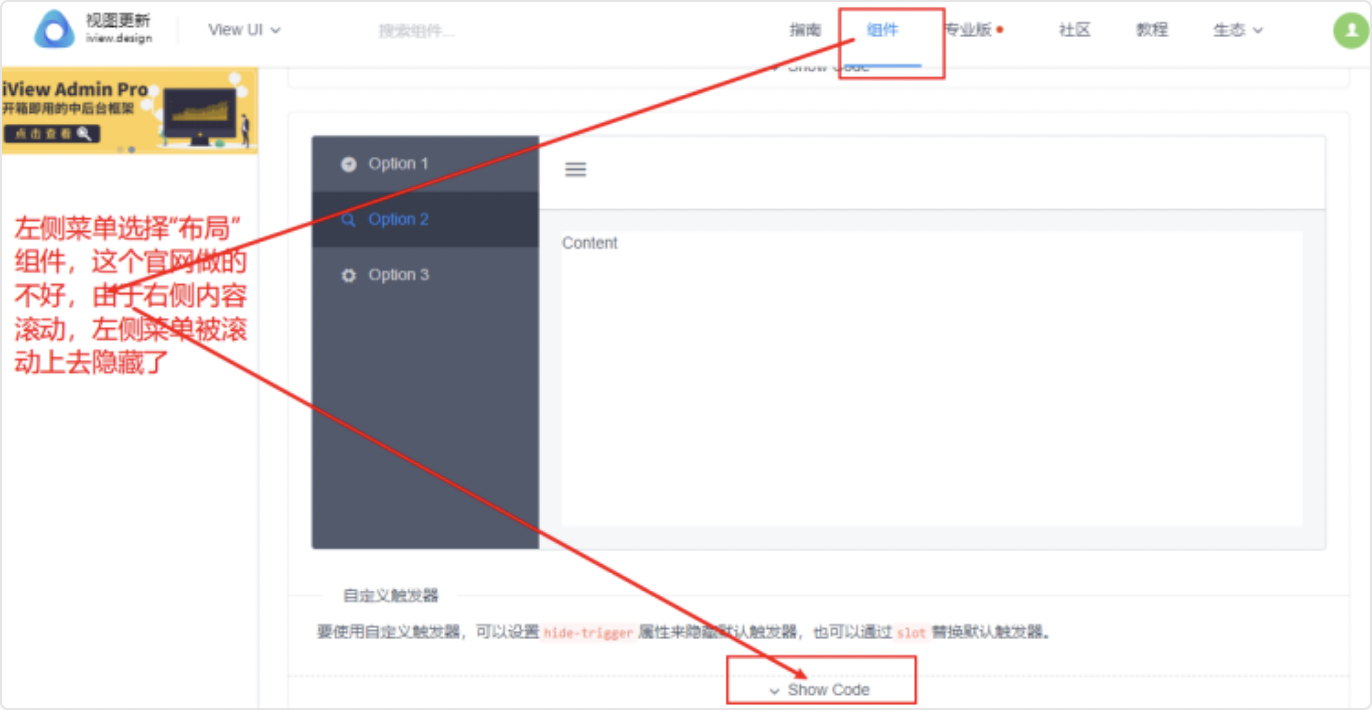 视图更新
iview.design
View UI
搜索组件...
指南
组件
专业版
社区
教程
生态
Show Code
iView Admin Pro
开箱即用的中后台框架
点击查看
Option 1
Option 2
Option 3
Content
左侧菜单选择"布局"
组件，这个官网做的
不好，由于右侧内容
滚动，左侧菜单被滚
动上去隐藏了
自定义触发器
要使用自定义触发器，可以设置 hide-trigger 属性来隐藏默认触发器，也可以通过 slot 替换默认触发器。
Show Code